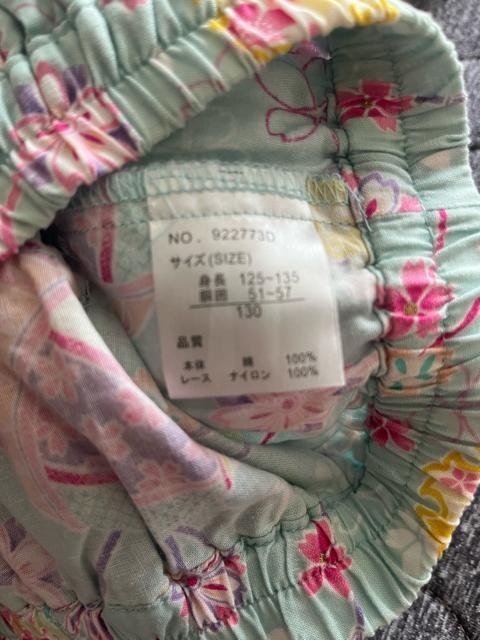 NO. 922773D
サイズ(SIZE)
身長 125~135
胴囲 51~57
130
品質
本体 綿 100%
レース ナイロン 100%